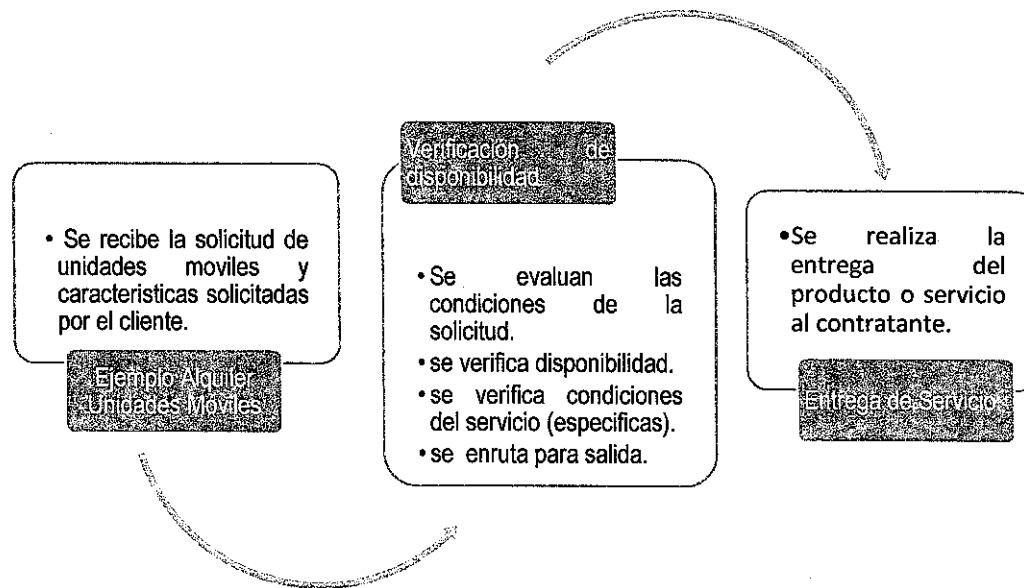 • Se recibe la solicitud de
unidades moviles y
caracteristicas solicitadas
por el cliente.
Ejemplo Alquiler
Unidades Móviles
Verificación de
disponibilidad
• Se evaluan las
condiciones de la
solicitud.
• se verifica disponibilidad.
• se verifica condiciones
del servicio (especificas).
• se enruta para salida.
• Se realiza la
entrega del
producto o servicio
al contratante.
Entrega de Servicio